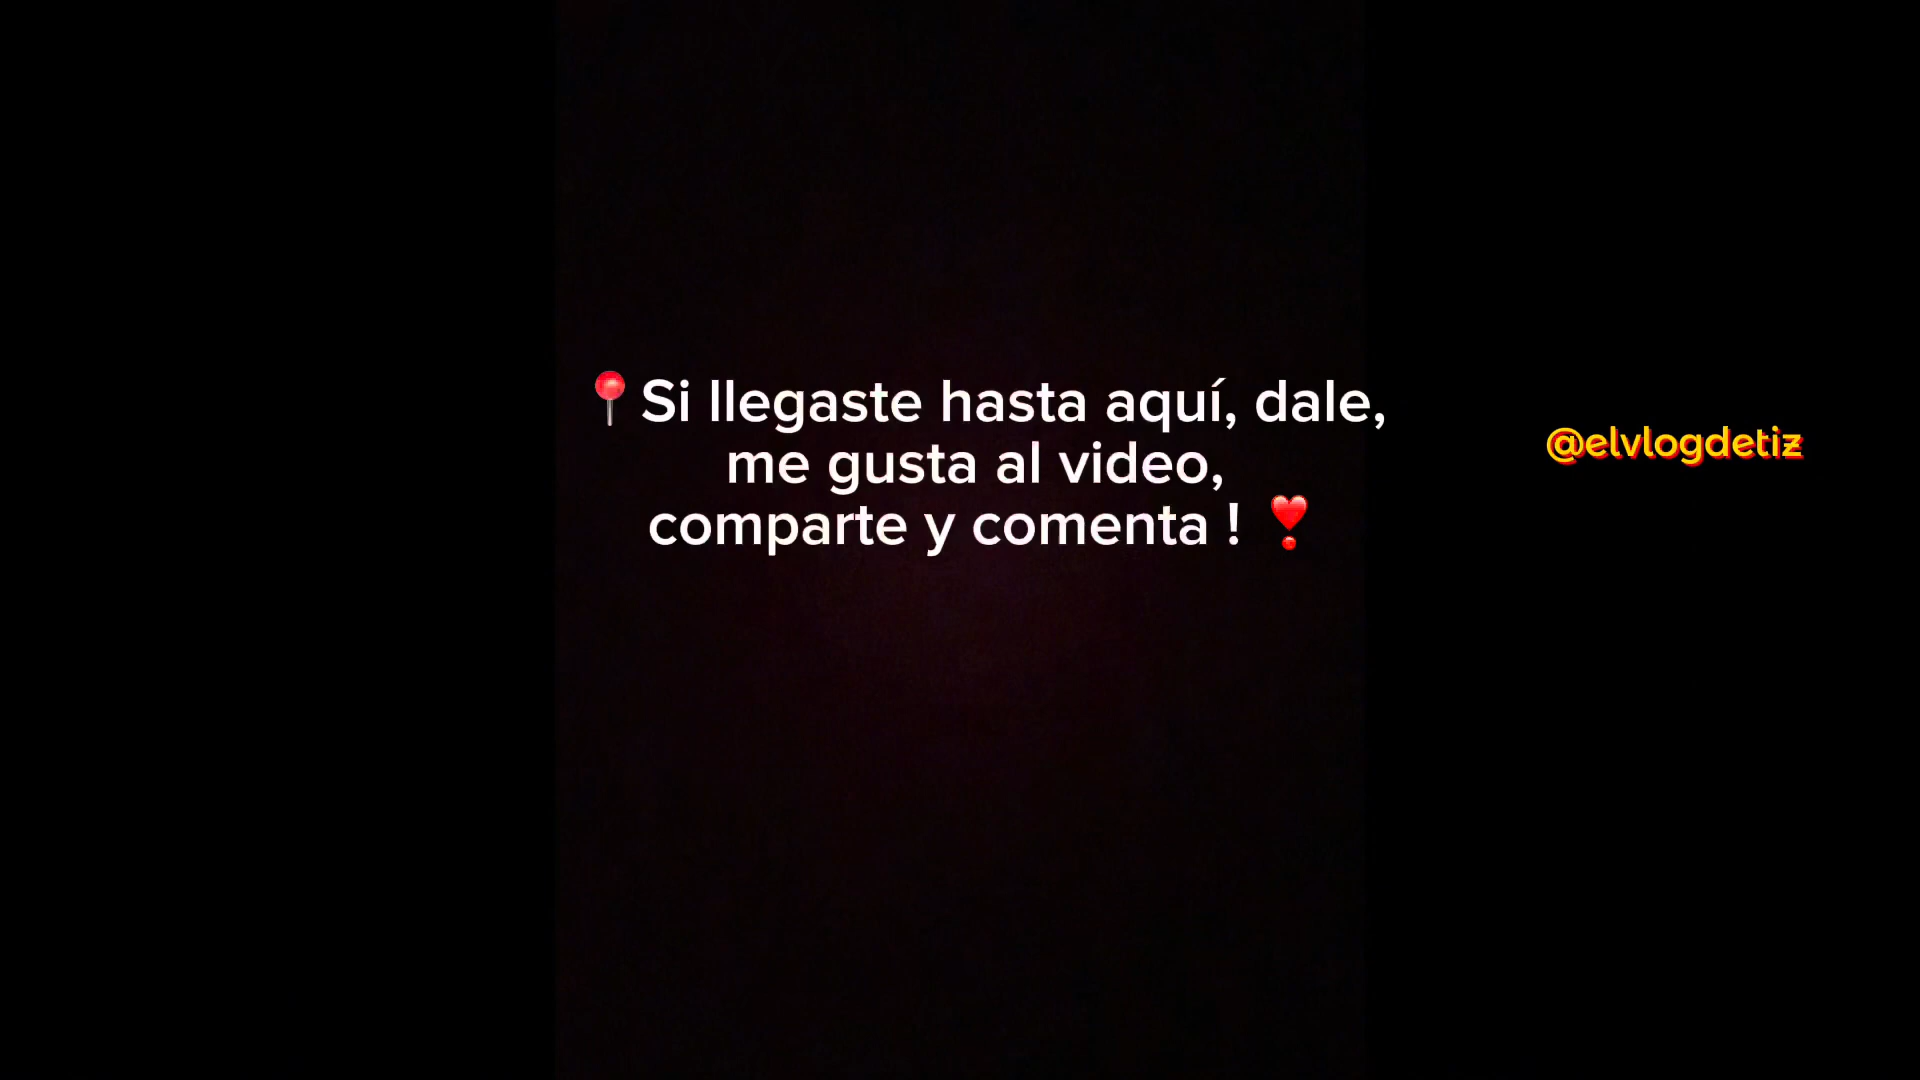 📍Si llegaste hasta aquí, dale,
me gusta al video,
comparte y comenta ! ❣️
@elvlogdetiz